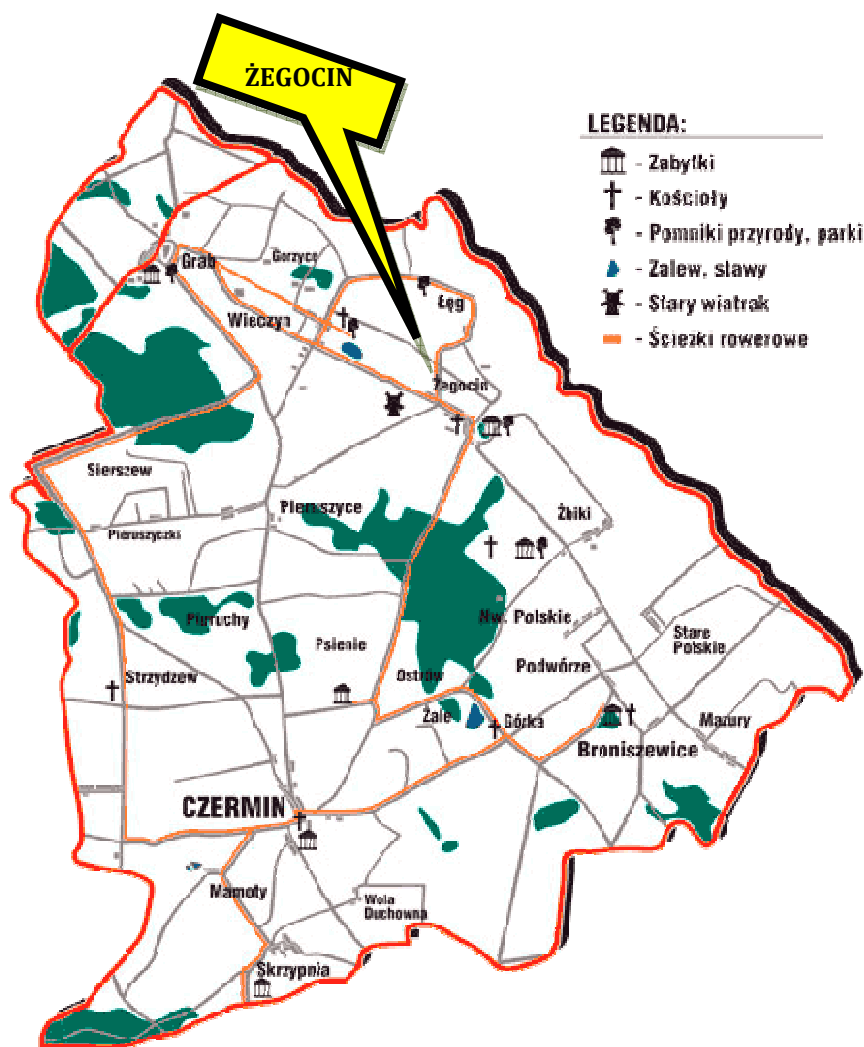 ŻEGOCIN
LEGENDA:
- Zabytki
- Kościoły
- Pomniki przyrody, parki
- Zalew, stawy
- Stary wiatrak
- Ścieżki rowerowe
Grab
Gorzyce
Łęg
Wieczyn
Żegocin
Sierszew
Pieruszyce
Żbiki
Pieruszyczki
Pieruchy
Nw. Polskie
Stare
Polskie
Psienie
Podwórze
Strzydzew
Ostrów
Żale
Górka
Mazury
Broniszewice
CZERMIN
Mamoty
Wola
Duchowna
Skrzypnia